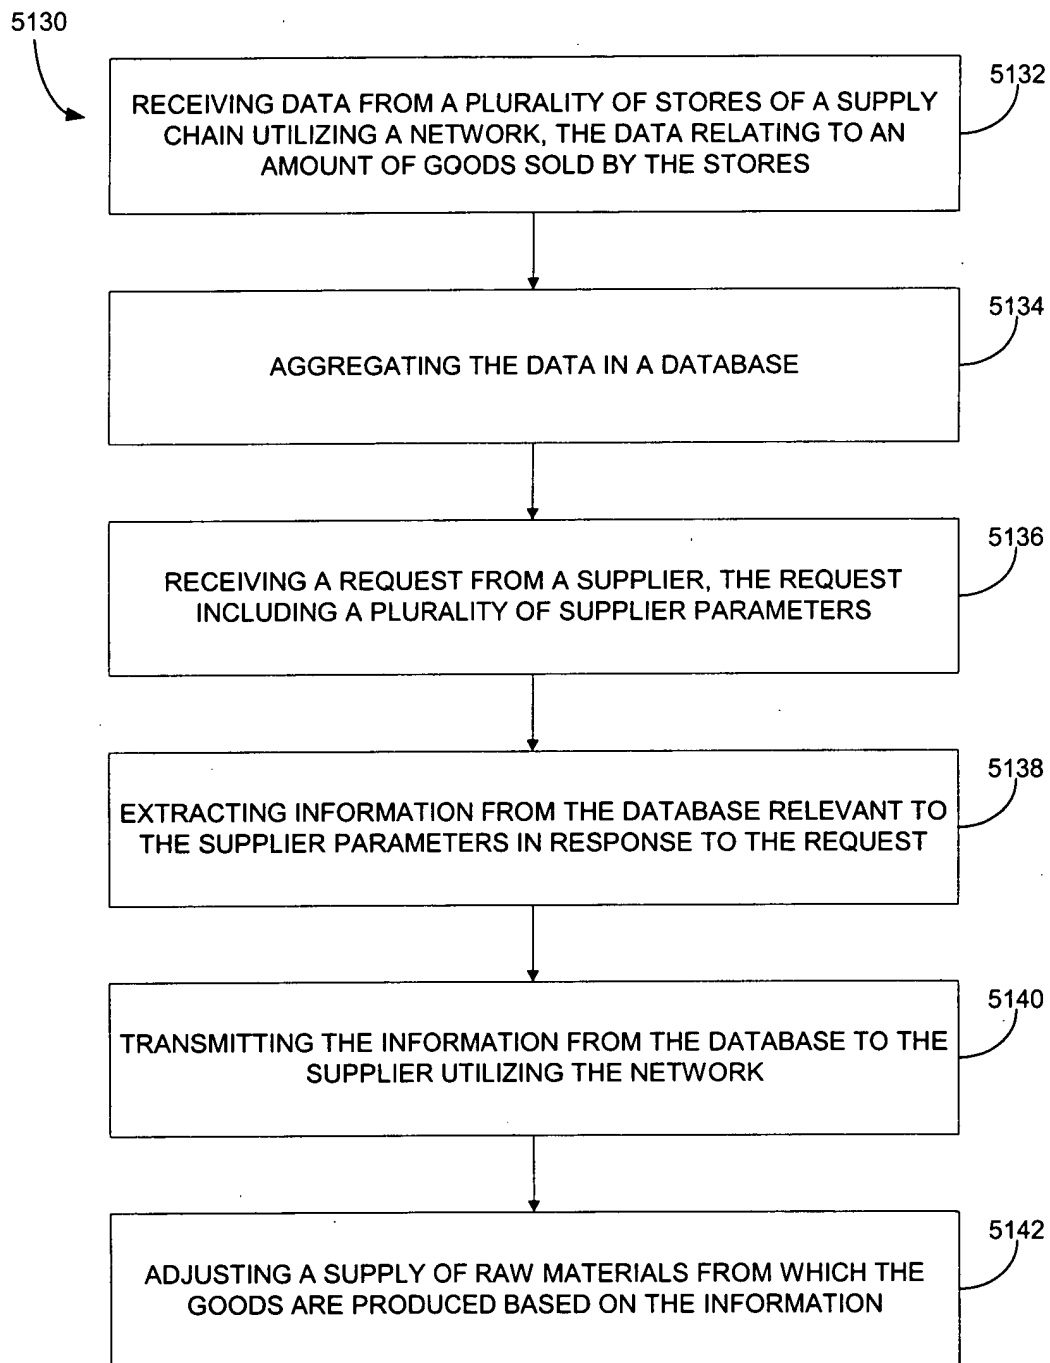 5130
5132
RECEIVING DATA FROM A PLURALITY OF STORES OF A SUPPLY
CHAIN UTILIZING A NETWORK, THE DATA RELATING TO AN
AMOUNT OF GOODS SOLD BY THE STORES
5134
AGGREGATING THE DATA IN A DATABASE
5136
RECEIVING A REQUEST FROM A SUPPLIER, THE REQUEST
INCLUDING A PLURALITY OF SUPPLIER PARAMETERS
5138
EXTRACTING INFORMATION FROM THE DATABASE RELEVANT TO
THE SUPPLIER PARAMETERS IN RESPONSE TO THE REQUEST
5140
TRANSMITTING THE INFORMATION FROM THE DATABASE TO THE
SUPPLIER UTILIZING THE NETWORK
5142
ADJUSTING A SUPPLY OF RAW MATERIALS FROM WHICH THE
GOODS ARE PRODUCED BASED ON THE INFORMATION